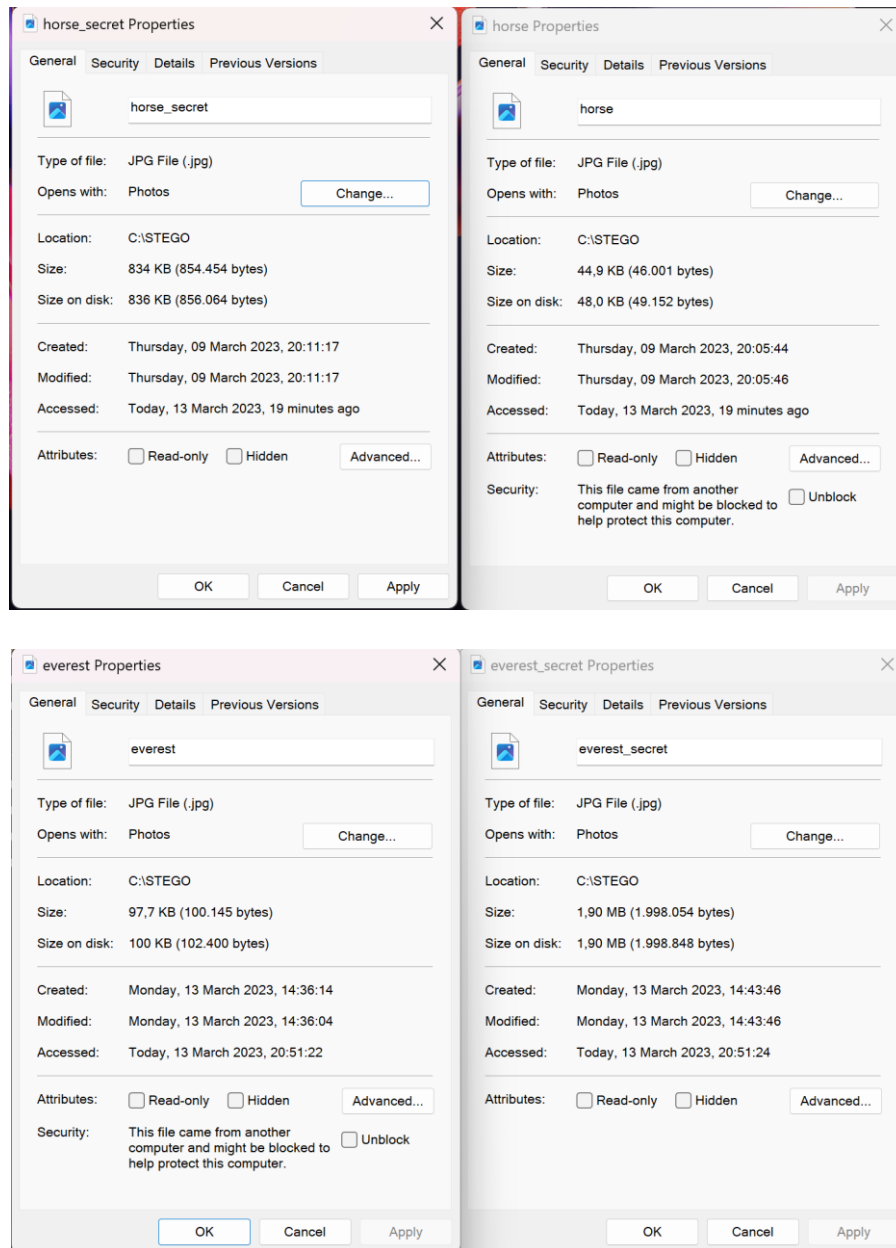 horse_secret Properties
General Security Details Previous Versions
horse_secret
Type of file: JPG File (.jpg)
Opens with: Photos Change...
Location: C:\STEGO
Size: 834 KB (854.454 bytes)
Size on disk: 836 KB (856.064 bytes)
Created: Thursday, 09 March 2023, 20:11:17
Modified: Thursday, 09 March 2023, 20:11:17
Accessed: Today, 13 March 2023, 19 minutes ago
Attributes: Read-only Hidden Advanced...
OK Cancel Apply
horse Properties
General Security Details Previous Versions
horse
Type of file: JPG File (.jpg)
Opens with: Photos Change...
Location: C:\STEGO
Size: 44,9 KB (46.001 bytes)
Size on disk: 48,0 KB (49.152 bytes)
Created: Thursday, 09 March 2023, 20:05:44
Modified: Thursday, 09 March 2023, 20:05:46
Accessed: Today, 13 March 2023, 19 minutes ago
Attributes: Read-only Hidden Advanced...
Security: This file came from another
computer and might be blocked to Unblock
help protect this computer.
OK Cancel Apply
everest Properties
General Security Details Previous Versions
everest
Type of file: JPG File (.jpg)
Opens with: Photos Change...
Location: C:\STEGO
Size: 97,7 KB (100.145 bytes)
Size on disk: 100 KB (102.400 bytes)
Created: Monday, 13 March 2023, 14:36:14
Modified: Monday, 13 March 2023, 14:36:04
Accessed: Today, 13 March 2023, 20:51:22
Attributes: Read-only Hidden Advanced...
Security: This file came from another
computer and might be blocked to Unblock
help protect this computer.
OK Cancel Apply
everest_secret Properties
General Security Details Previous Versions
everest_secret
Type of file: JPG File (.jpg)
Opens with: Photos Change...
Location: C:\STEGO
Size: 1,90 MB (1.998.054 bytes)
Size on disk: 1,90 MB (1.998.848 bytes)
Created: Monday, 13 March 2023, 14:43:46
Modified: Monday, 13 March 2023, 14:43:46
Accessed: Today, 13 March 2023, 20:51:24
Attributes: Read-only Hidden Advanced...
OK Cancel Apply